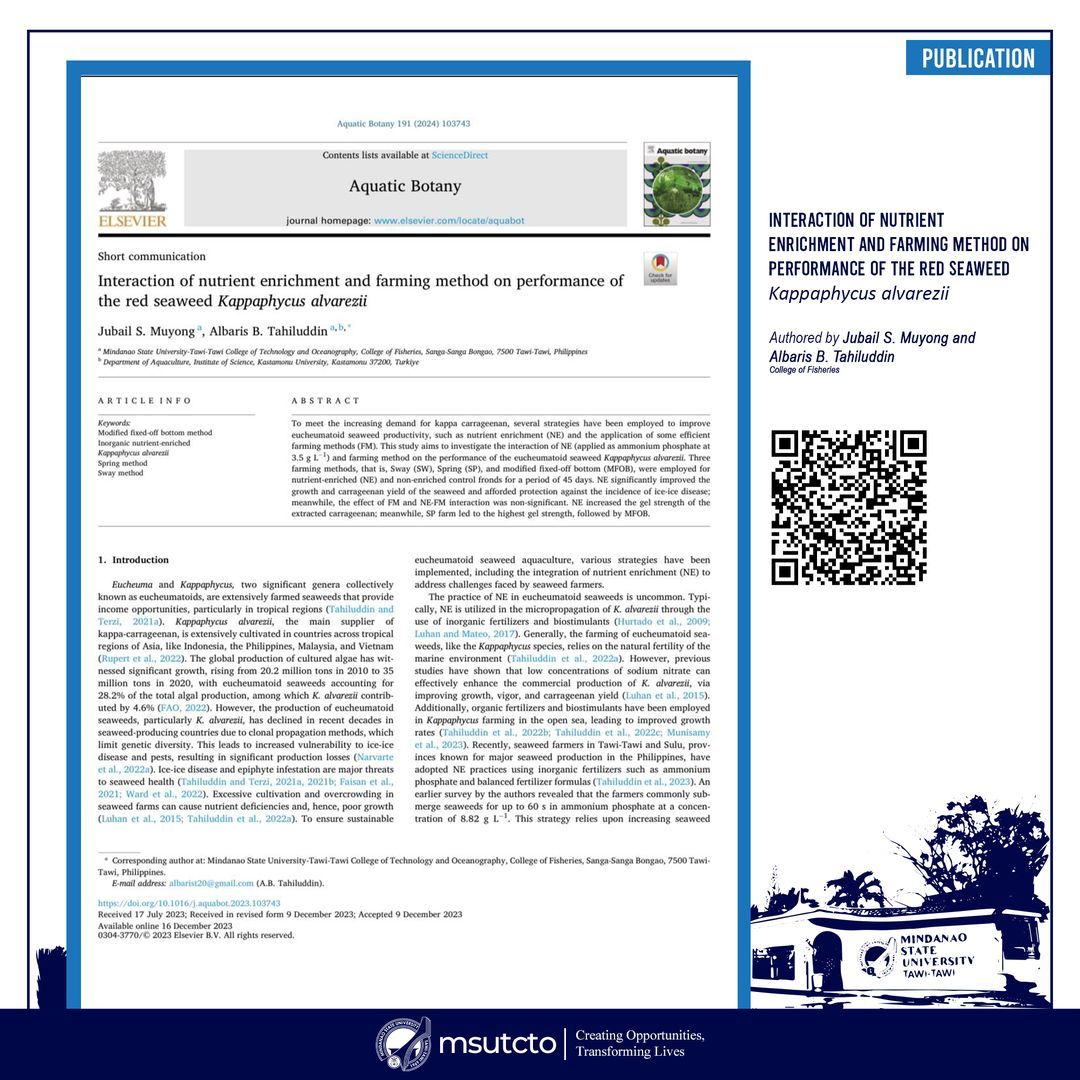 PUBLICATION
Aquatic Botany 191 (2024) 103743
Contents lists available at ScienceDirect
Aquatic Botany
journal homepage: www.elsevier.com/locate/aquabot
ELSEVIER
Aquatic botany
Short communication
Check for
updates
Interaction of nutrient enrichment and farming method on performance of
the red seaweed Kappaphycus alvarezii
Jubail S. Muyong a, Albaris B. Tahiluddin a,b,*
a Mindanao State University-Tawi-Tawi College of Technology and Oceanography, College of Fisheries, Sanga-Sanga Bongao, 7500 Tawi-Tawi, Philippines
b Department of Aquaculture, Institute of Science, Kastamonu University, Kastamonu 37200, Turkiye
ARTICLE INFO
Keywords:
Modified fixed-off bottom method
Inorganic nutrient-enriched
Kappaphycus alvarezii
Spring method
Sway method
ABSTRACT
To meet the increasing demand for kappa carrageenan, several strategies have been employed to improve
eucheumatoid seaweed productivity, such as nutrient enrichment (NE) and the application of some efficient
farming methods (FM). This study aims to investigate the interaction of NE (applied as ammonium phosphate at
3.5 g L−1) and farming method on the performance of the eucheumatoid seaweed Kappaphycus alvarezii. Three
farming methods, that is, Sway (SW), Spring (SP), and modified fixed-off bottom (MFOB), were employed for
nutrient-enriched (NE) and non-enriched control fronds for a period of 45 days. NE significantly improved the
growth and carrageenan yield of the seaweed and afforded protection against the incidence of ice-ice disease;
meanwhile, the effect of FM and NE-FM interaction was non-significant. NE increased the gel strength of the
extracted carrageenan; meanwhile, SP farm led to the highest gel strength, followed by MFOB.
1. Introduction
Eucheuma and Kappaphycus, two significant genera collectively
known as eucheumatoids, are extensively farmed seaweeds that provide
income opportunities, particularly in tropical regions (Tahiluddin and
Terzi, 2021a). Kappaphycus alvarezii, the main supplier of
kappa-carrageenan, is extensively cultivated in countries across tropical
regions of Asia, like Indonesia, the Philippines, Malaysia, and Vietnam
(Rupert et al., 2022). The global production of cultured algae has wit-
nessed significant growth, rising from 20.2 million tons in 2010 to 35
million tons in 2020, with eucheumatoid seaweeds accounting for
28.2% of the total algal production, among which K. alvarezii contrib-
uted by 4.6% (FAO, 2022). However, the production of eucheumatoid
seaweeds, particularly K. alvarezii, has declined in recent decades in
seaweed-producing countries due to clonal propagation methods, which
limit genetic diversity. This leads to increased vulnerability to ice-ice
disease and pests, resulting in significant production losses (Narvarte
et al., 2022a). Ice-ice disease and epiphyte infestation are major threats
to seaweed health (Tahiluddin and Terzi, 2021a, 2021b; Faisan et al.,
2021; Ward et al., 2022). Excessive cultivation and overcrowding in
seaweed farms can cause nutrient deficiencies and, hence, poor growth
(Luhan et al., 2015; Tahiluddin et al., 2022a). To ensure sustainable
eucheumatoid seaweed aquaculture, various strategies have been
implemented, including the integration of nutrient enrichment (NE) to
address challenges faced by seaweed farmers.
The practice of NE in eucheumatoid seaweeds is uncommon. Typi-
cally, NE is utilized in the micropropagation of K. alvarezii through the
use of inorganic fertilizers and biostimulants (Hurtado et al., 2009;
Luhan and Mateo, 2017). Generally, the farming of eucheumatoid sea-
weeds, like the Kappaphycus species, relies on the natural fertility of the
marine environment (Tahiluddin et al., 2022a). However, previous
studies have shown that low concentrations of sodium nitrate can
effectively enhance the commercial production of K. alvarezii, via
improving growth, vigor, and carrageenan yield (Luhan et al., 2015).
Additionally, organic fertilizers and biostimulants have been employed
in Kappaphycus farming in the open sea, leading to improved growth
rates (Tahiluddin et al., 2022b; Tahiluddin et al., 2022c; Munisamy
et al., 2023). Recently, seaweed farmers in Tawi-Tawi and Sulu, prov-
inces known for major seaweed production in the Philippines, have
adopted NE practices using inorganic fertilizers such as ammonium
phosphate and balanced fertilizer formulas (Tahiluddin et al., 2023). An
earlier survey by the authors revealed that the farmers commonly sub-
merge seaweeds for up to 60 s in ammonium phosphate at a concen-
tration of 8.82 g L−1. This strategy relies upon increasing seaweed
* Corresponding author at: Mindanao State University-Tawi-Tawi College of Technology and Oceanography, College of Fisheries, Sanga-Sanga Bongao, 7500 Tawi-
Tawi, Philippines.
E-mail address: albarist20@gmail.com (A.B. Tahiluddin).
https://doi.org/10.1016/j.aquabot.2023.103743
Received 17 July 2023; Received in revised form 9 December 2023; Accepted 9 December 2023
Available online 16 December 2023
0304-3770/© 2023 Elsevier B.V. All rights reserved.
INTERACTION OF NUTRIENT
ENRICHMENT AND FARMING METHOD ON
PERFORMANCE OF THE RED SEAWEED
Kappaphycus alvarezii
Authored by Jubail S. Muyong and
Albaris B. Tahiluddin
College of Fisheries
MINDANAO
STATE
UNIVERSITY
TAWI-TAWI
msutcto
Creating Opportunities,
Transforming Lives